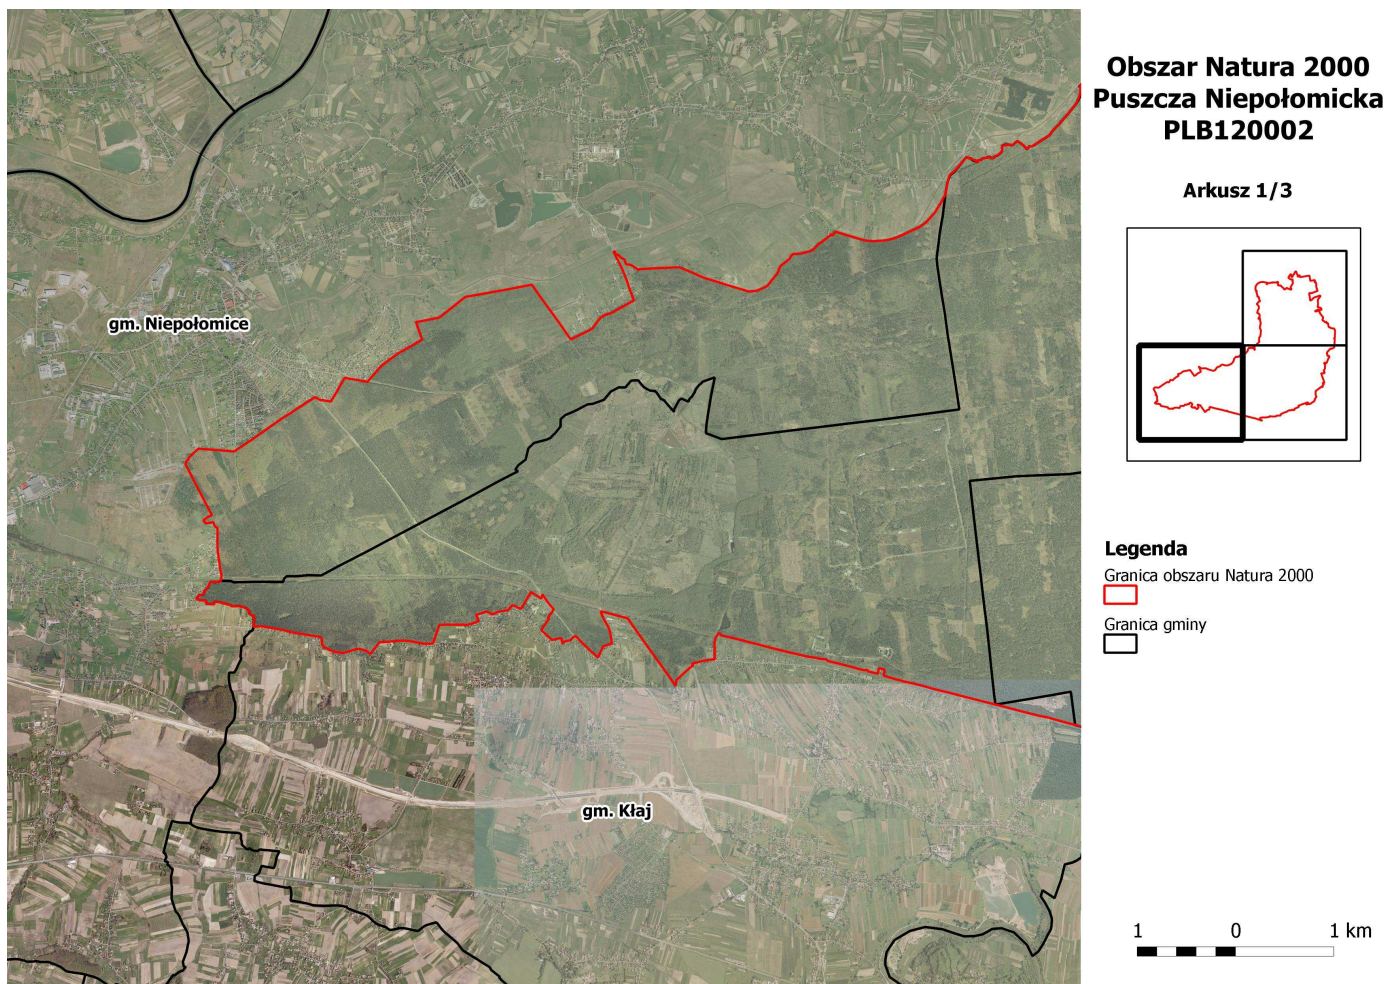 Obszar Natura 2000
Puszcza Niepołomicka
PLB120002
Arkusz 1/3
gm. Niepołomice
gm. Kłaj
Legenda
Granica obszaru Natura 2000
Granica gminy
1 0 1 km